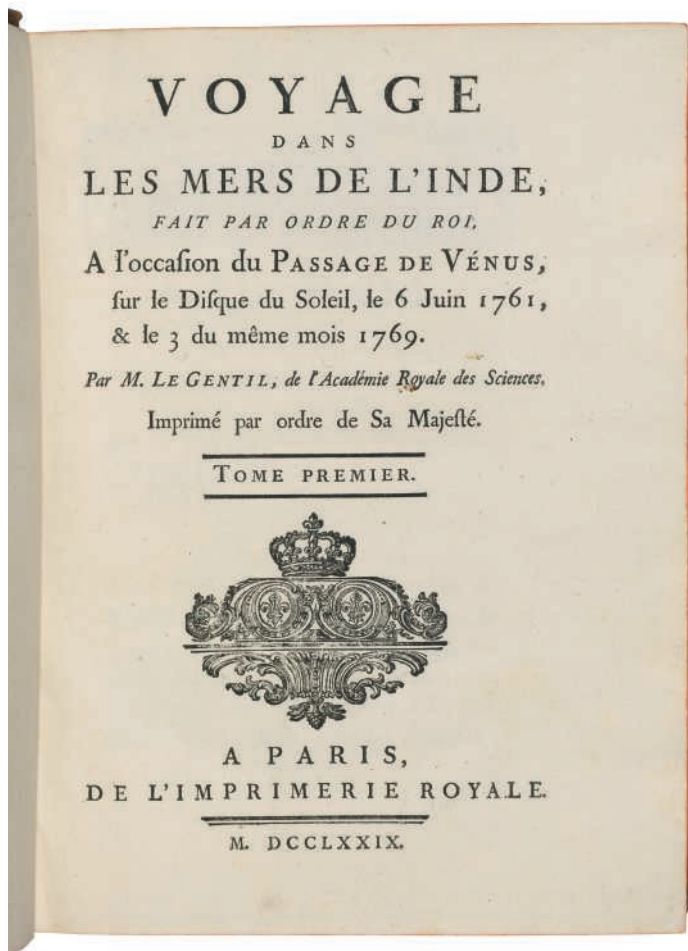 VOYAGE
DANS
LES MERS DE L'INDE,
FAIT PAR ORDRE DU ROI,
A l'occaſion du PASSAGE DE VÉNUS,
ſur le Diſque du Soleil, le 6 Juin 1761,
& le 3 du même mois 1769.
Par M. LE GENTIL, de l'Académie Royale des Sciences.
Imprimé par ordre de Sa Majeſté.
TOME PREMIER.
A PARIS,
DE L'IMPRIMERIE ROYALE.
M. DCCLXXIX.